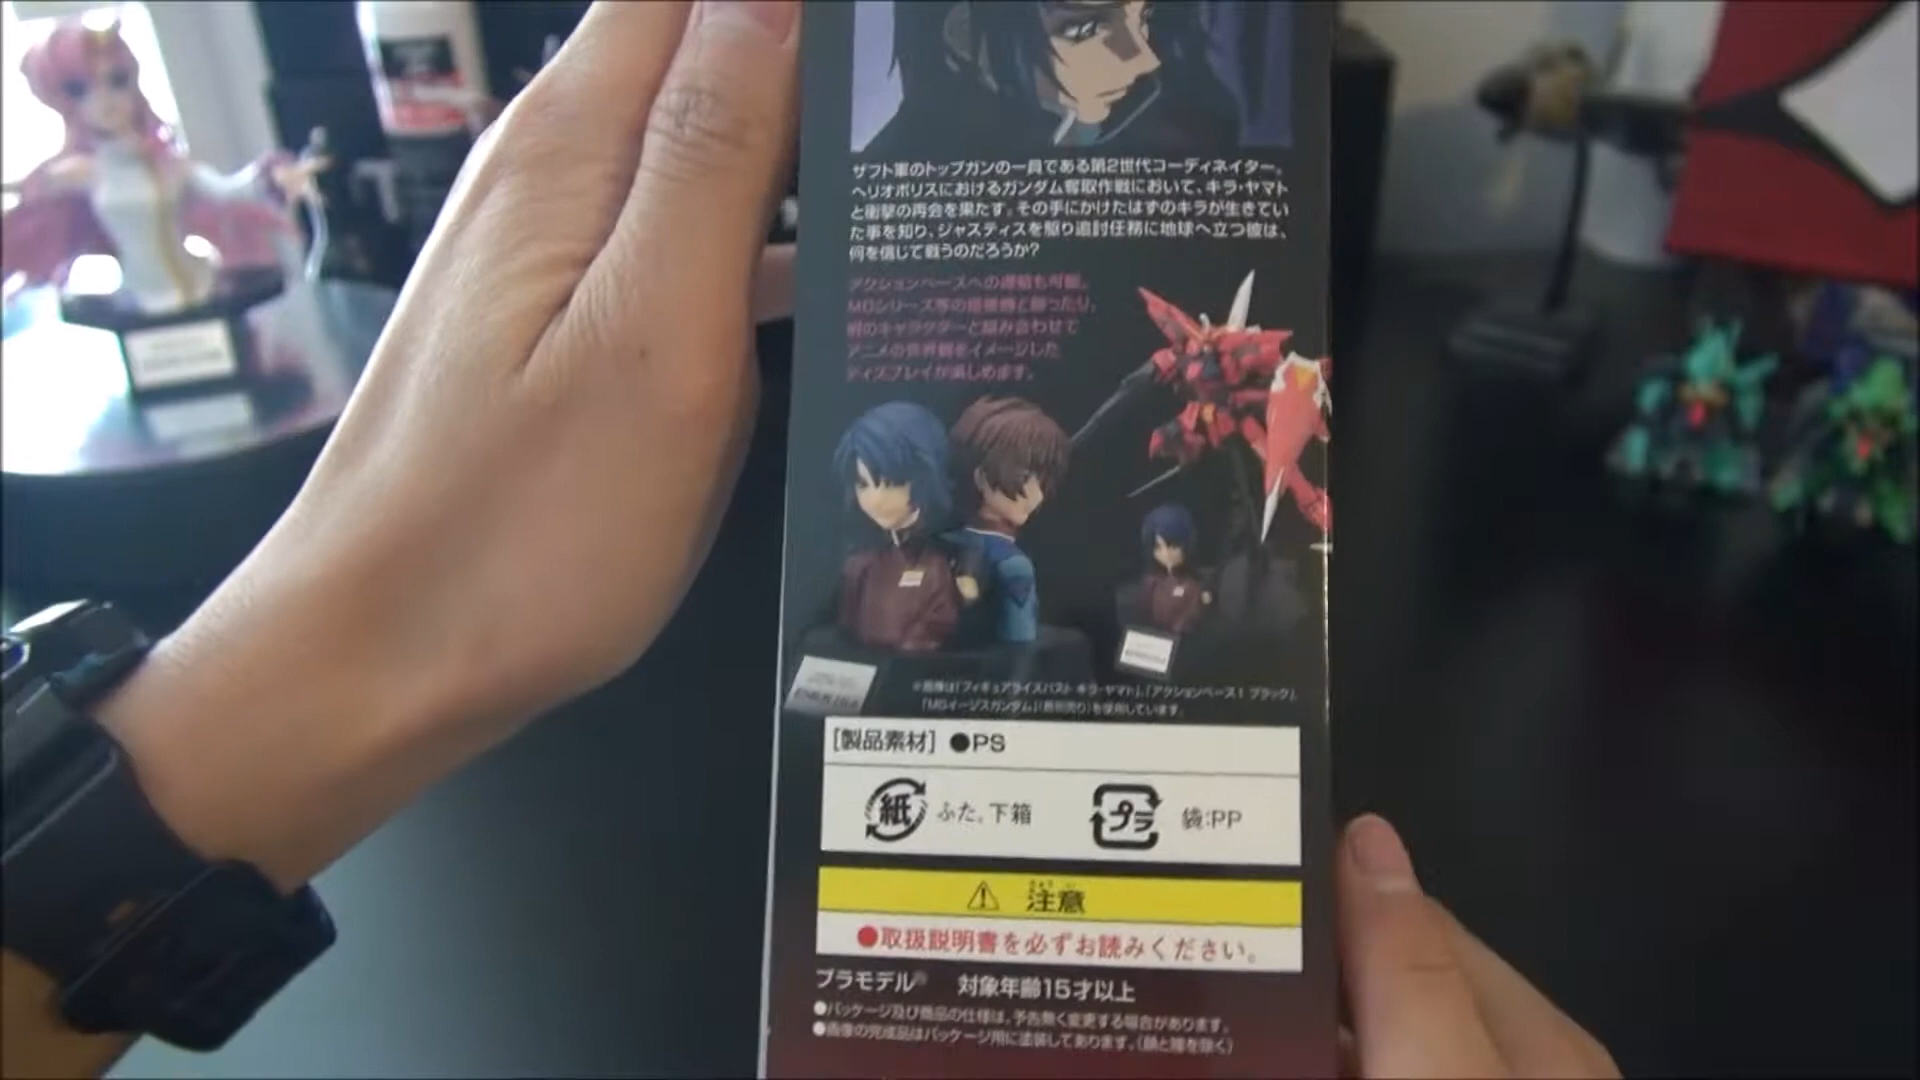 ザフト軍のトップガンの一員である第2世代コーディネイター。
ヘリオポリスにおけるガンダム奪取作戦において、キラ・ヤマト
と衝撃の再会を果たす。その手にかけたはずのキラが生きてい
た事を知り、ジャスティスを駆り追討任務に地球へ立つ彼は、
何を信じて戦うのだろうか?
アクションベースへの連結も可能。
MGシリーズ等の搭乗機と飾ったり、
別のキャラクターと組み合わせて
アニメの世界観をイメージした
ディスプレイが楽しめます。
※画像は「フィギュアライズバスト キラ・ヤマト」、「アクションベース1 ブラック」、
「MGイージスガンダム」(別売り)を使用しています。
[製品素材] ●PS
紙 ふた。下箱
プラ 袋:PP
⚠ 注意
●取扱説明書を必ずお読みください。
プラモデル® 対象年齢15才以上
●パッケージ及び商品の仕様は、予告無く変更する場合があります。
●画像の完成品はパッケージ用に塗装してあります。(顔と瞳を除く)